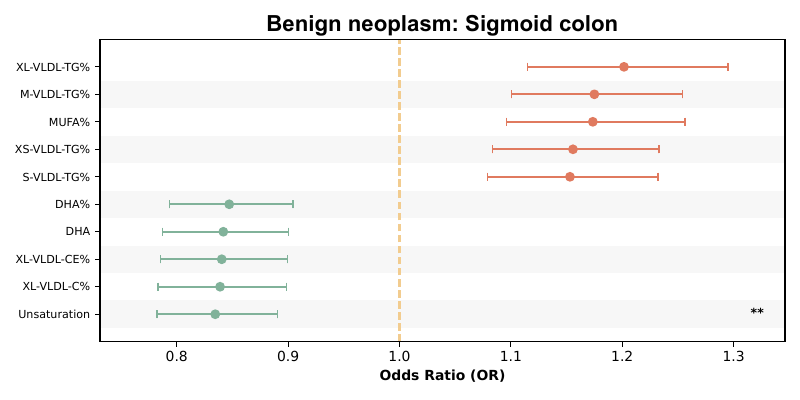 Benign neoplasm: Sigmoid colon
XL-VLDL-TG%
M-VLDL-TG%
MUFA%
XS-VLDL-TG%
S-VLDL-TG%
DHA%
DHA
XL-VLDL-CE%
XL-VLDL-C%
Unsaturation **
0.8 0.9 1.0 1.1 1.2 1.3
Odds Ratio (OR)